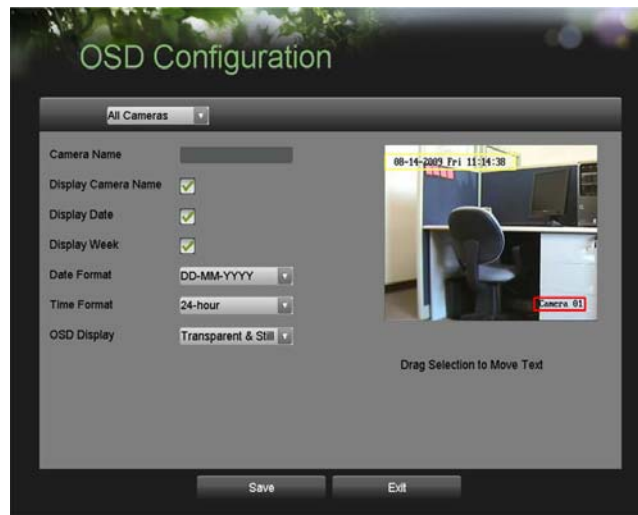 OSD Configuration
All Cameras
Camera Name
Display Camera Name
Display Date
Display Week
Date Format DD-MM-YYYY
Time Format 24-hour
OSD Display Transparent & Still
08-14-2009 Fri 11:14:38
Camera 01
Drag Selection to Move Text
Save Exit